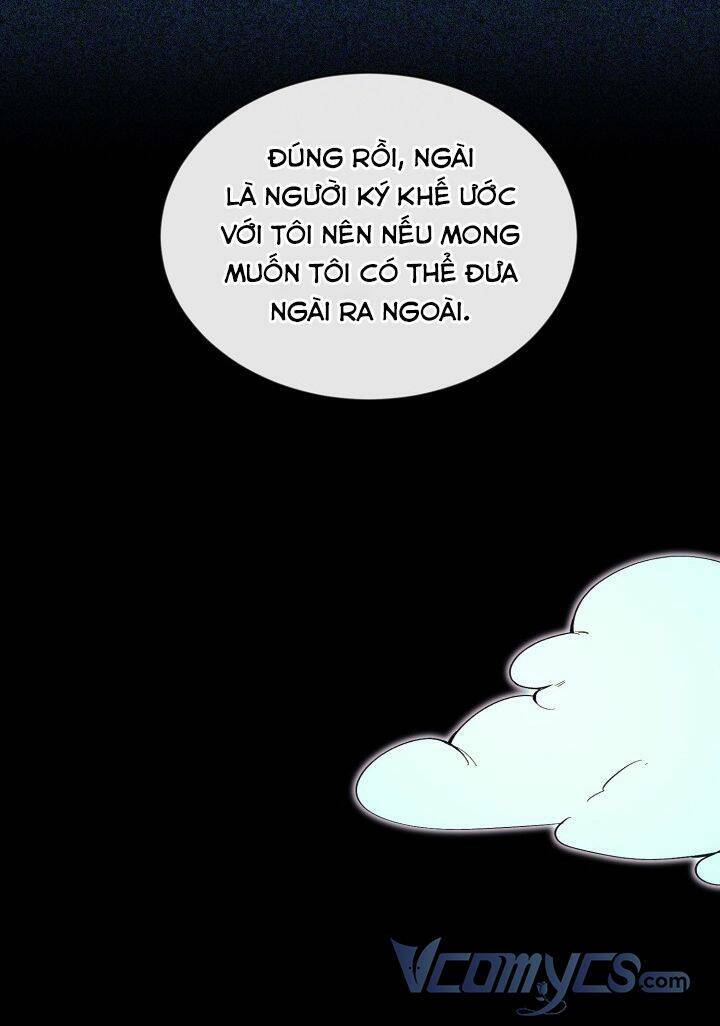 ĐÚNG RỒI, NGÀI
LÀ NGƯỜI KÝ KHẾ ƯỚC
VỚI TÔI NÊN NẾU MONG
MUỐN TÔI CÓ THỂ ĐƯA
NGÀI RA NGOÀI.
VCOMYCS.com